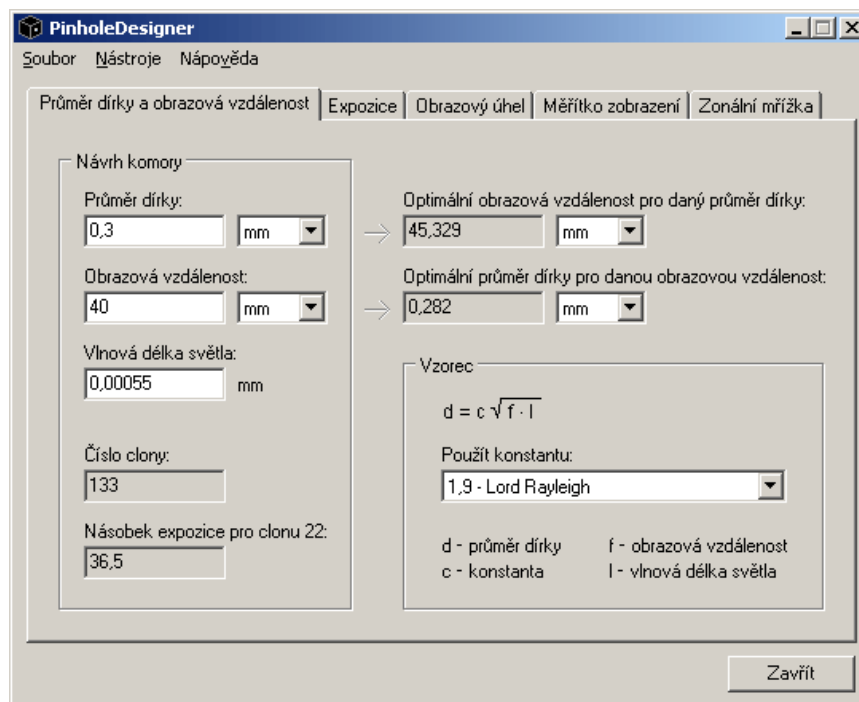 PinholeDesigner
Soubor Nástroje Nápověda
Průměr dírky a obrazová vzdálenost Expozice Obrazový úhel Měřítko zobrazení Zonální mřížka
Návrh komory
Průměr dírky: Optimální obrazová vzdálenost pro daný průměr dírky:
0,3 mm 45,329 mm
Obrazová vzdálenost: Optimální průměr dírky pro danou obrazovou vzdálenost:
40 mm 0,282 mm
Vlnová délka světla: Vzorec
0,00055 mm
d = c √ f · l
Číslo clony: Použít konstantu:
133 1,9 - Lord Rayleigh
Násobek expozice pro clonu 22:
36,5
d - průměr dírky f - obrazová vzdálenost
c - konstanta l - vlnová délka světla
Zavřít